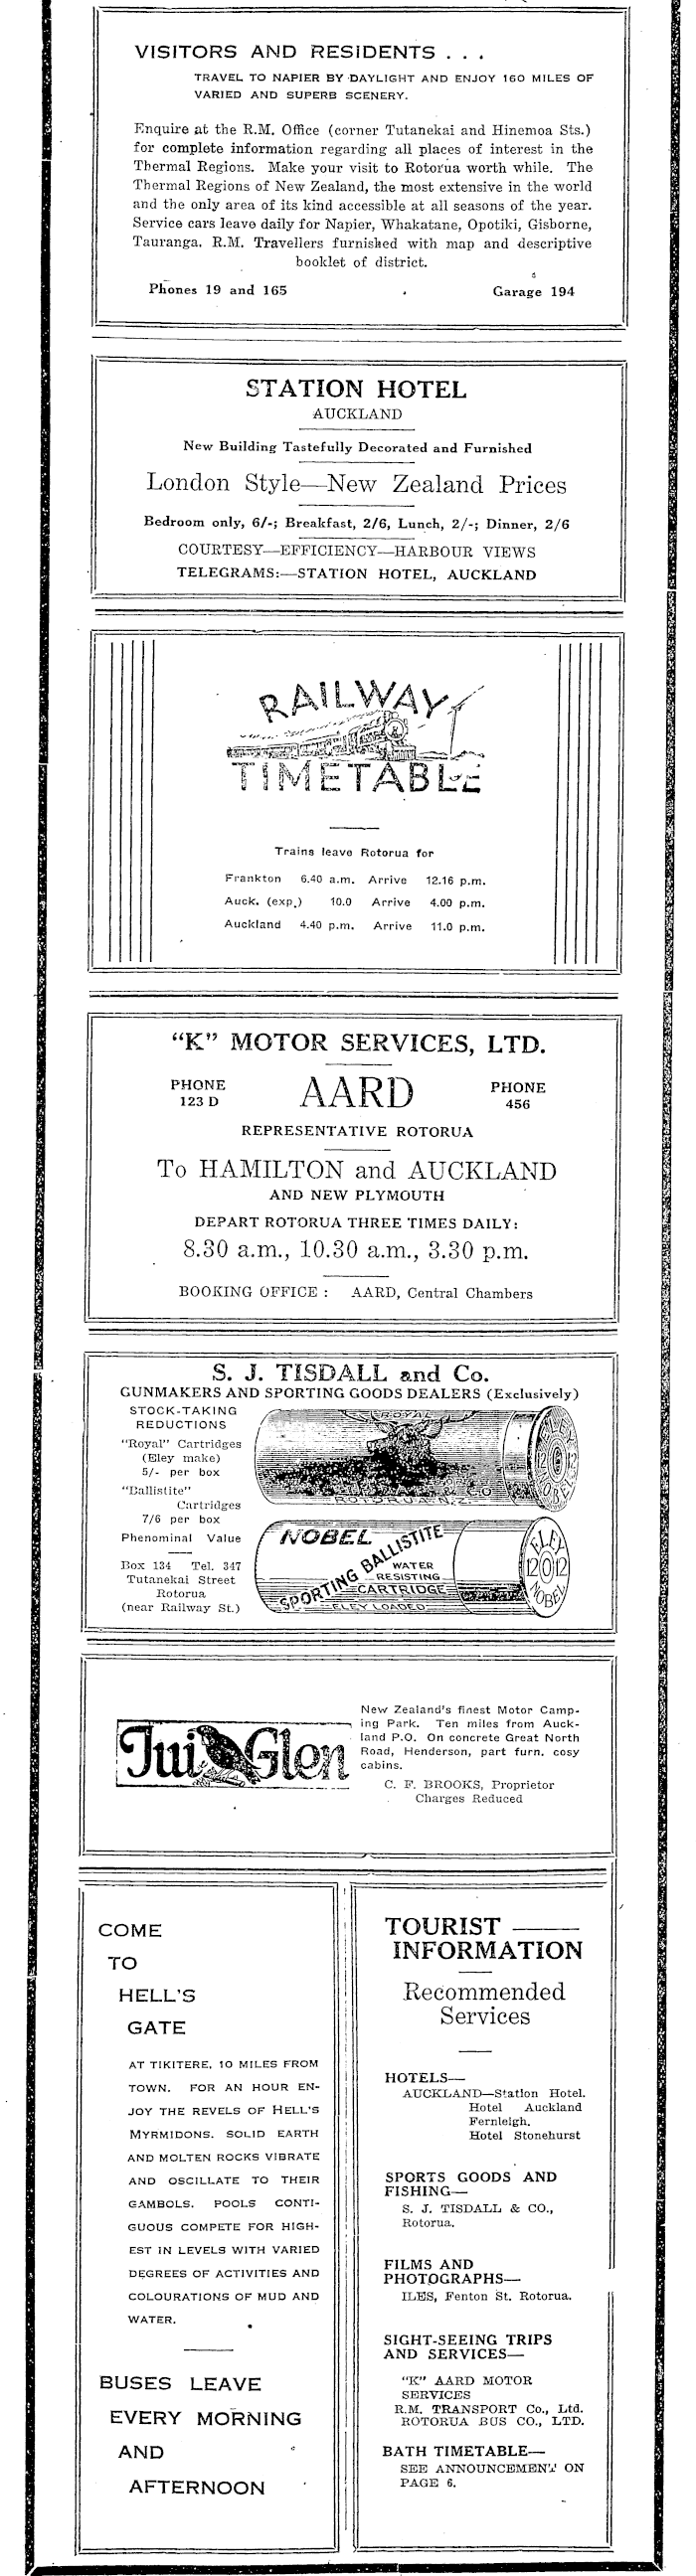 VISITORS AND RESIDENTS . . .
TRAVEL TO NAPIER BY DAYLIGHT AND ENJOY 160 MILES OF
VARIED AND SUPERB SCENERY.
Enquire at the R.M. Office (corner Tutanekai and Hinemoa Sts.)
for complete information regarding all places of interest in the
Thermal Regions. Make your visit to Rotorua worth while. The
Thermal Regions of New Zealand, the most extensive in the world
and the only area of its kind accessible at all seasons of the year.
Service cars leave daily for Napier, Whakatane, Opotiki, Gisborne,
Tauranga. R.M. Travellers furnished with map and descriptive
booklet of district.
Phones 19 and 165 Garage 194
STATION HOTEL
AUCKLAND
New Building Tastefully Decorated and Furnished
London Style—New Zealand Prices
Bedroom only, 6/-; Breakfast, 2/6, Lunch, 2/-; Dinner, 2/6
COURTESY—EFFICIENCY—HARBOUR VIEWS
TELEGRAMS:—STATION HOTEL, AUCKLAND
RAILWAY
TIMETABLE
Trains leave Rotorua for
Frankton 6.40 a.m. Arrive 12.16 p.m.
Auck. (exp.) 10.0 Arrive 4.00 p.m.
Auckland 4.40 p.m. Arrive 11.0 p.m.
"K" MOTOR SERVICES, LTD.
PHONE
123 D
AARD
PHONE
456
REPRESENTATIVE ROTORUA
To HAMILTON and AUCKLAND
AND NEW PLYMOUTH
DEPART ROTORUA THREE TIMES DAILY:
8.30 a.m., 10.30 a.m., 3.30 p.m.
BOOKING OFFICE : AARD, Central Chambers
S. J. TISDALL and Co.
GUNMAKERS AND SPORTING GOODS DEALERS (Exclusively)
STOCK-TAKING
REDUCTIONS
"Royal" Cartridges
(Eley make)
5/- per box
"Ballistite"
Cartridges
7/6 per box
Phenominal Value
Box 134 Tel. 347
Tutanekai Street
Rotorua
(near Railway St.)
ROYAL
ROTORUA N.Z.
ELEY
12 12
NOBEL
NOBEL
SPORTING BALLISTITE
WATER
RESISTING
CARTRIDGE
ELEY LOADED
ELEY
12 12
NOBEL
Tui Glen
New Zealand's finest Motor Camp-
ing Park. Ten miles from Auck-
land P.O. On concrete Great North
Road, Henderson, part furn. cosy
cabins.
C. F. BROOKS, Proprietor
Charges Reduced
COME
TO
HELL'S
GATE
AT TIKITERE, 10 MILES FROM
TOWN. FOR AN HOUR EN-
JOY THE REVELS OF HELL'S
MYRMIDONS. SOLID EARTH
AND MOLTEN ROCKS VIBRATE
AND OSCILLATE TO THEIR
GAMBOLS. POOLS CONTI-
GUOUS COMPETE FOR HIGH-
EST IN LEVELS WITH VARIED
DEGREES OF ACTIVITIES AND
COLOURATIONS OF MUD AND
WATER.
BUSES LEAVE
EVERY MORNING
AND
AFTERNOON
TOURIST ——
INFORMATION
Recommended
Services
HOTELS—
AUCKLAND—Station Hotel.
Hotel Auckland
Fernleigh.
Hotel Stonehurst
SPORTS GOODS AND
FISHING—
S. J. TISDALL & CO.,
Rotorua.
FILMS AND
PHOTOGRAPHS—
ILES, Fenton St. Rotorua.
SIGHT-SEEING TRIPS
AND SERVICES—
"K" AARD MOTOR
SERVICES
R.M. TRANSPORT Co., Ltd.
ROTORUA BUS CO., LTD.
BATH TIMETABLE—
SEE ANNOUNCEMENT ON
PAGE 6.